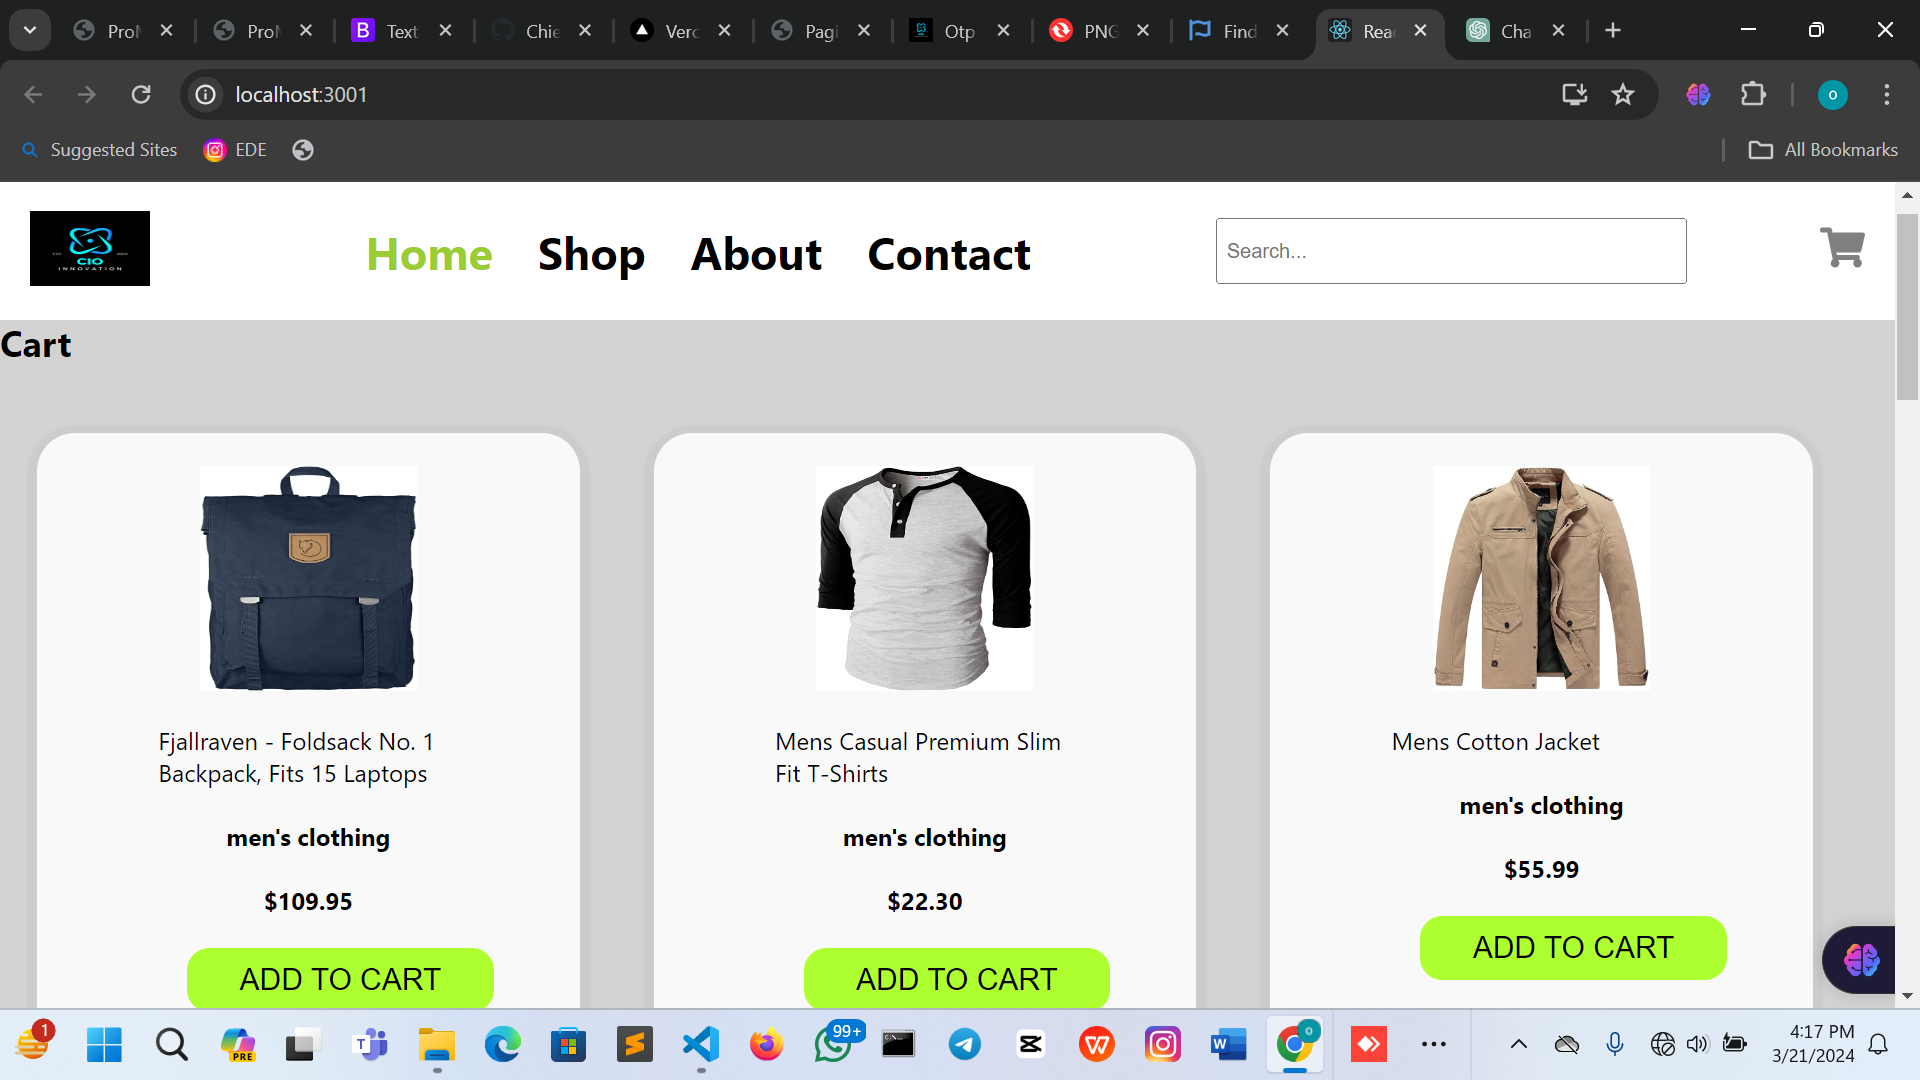 ProM
ProM
Text
Chie
Verc
Pagi
Otp
PNG
Find
Reac
Cha
localhost:3001
o
Suggested Sites
EDE
All Bookmarks
CIO
INNOVATION
Home
Shop
About
Contact
Search...
Cart
Fjallraven - Foldsack No. 1
Backpack, Fits 15 Laptops
men's clothing
$109.95
ADD TO CART
Mens Casual Premium Slim
Fit T-Shirts
men's clothing
$22.30
ADD TO CART
Mens Cotton Jacket
men's clothing
$55.99
ADD TO CART
1
PRE
99+
4:17 PM
3/21/2024